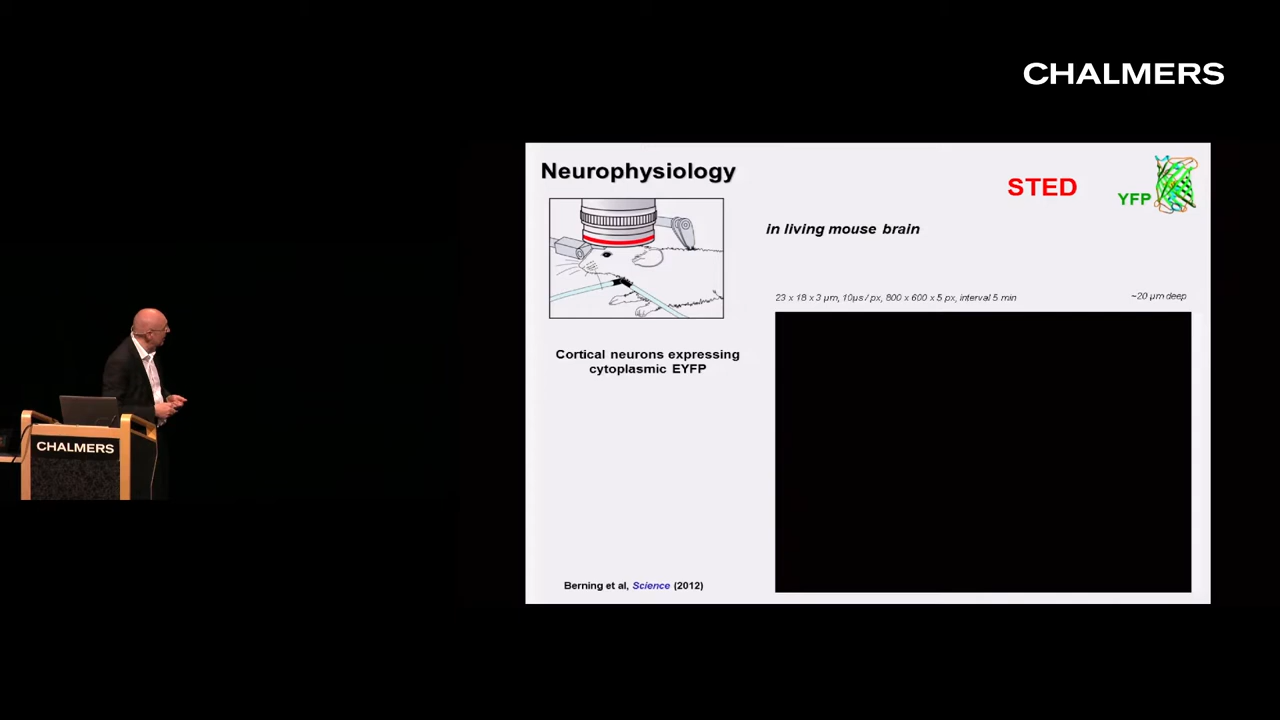 CHALMERS
Neurophysiology
STED
YFP
in living mouse brain
23 x 18 x 3 µm, 10µs / px, 800 x 600 x 5 px, interval 5 min
~20 µm deep
Cortical neurons expressing
cytoplasmic EYFP
CHALMERS
Berning et al, Science (2012)